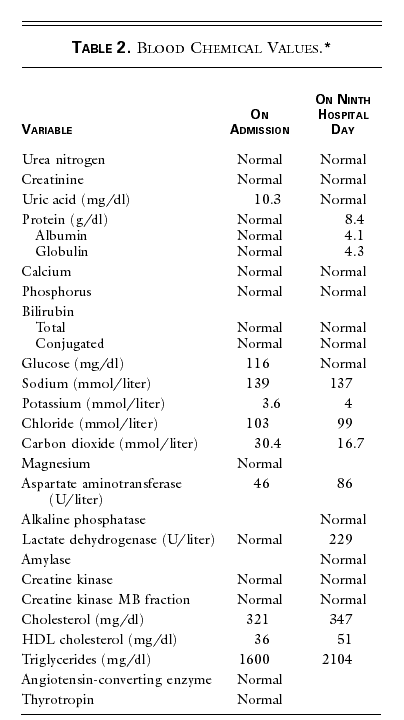 TABLE 2. BLOOD CHEMICAL VALUES.*
VARIABLE ON ADMISSION ON NINTH HOSPITAL DAY
Urea nitrogen Normal Normal
Creatinine Normal Normal
Uric acid (mg/dl) 10.3 Normal
Protein (g/dl) Normal 8.4
Albumin Normal 4.1
Globulin Normal 4.3
Calcium Normal Normal
Phosphorus Normal Normal
Bilirubin
Total Normal Normal
Conjugated Normal Normal
Glucose (mg/dl) 116 Normal
Sodium (mmol/liter) 139 137
Potassium (mmol/liter) 3.6 4
Chloride (mmol/liter) 103 99
Carbon dioxide (mmol/liter) 30.4 16.7
Magnesium Normal
Aspartate aminotransferase 46 86
(U/liter)
Alkaline phosphatase Normal
Lactate dehydrogenase (U/liter) Normal 229
Amylase Normal
Creatine kinase Normal Normal
Creatine kinase MB fraction Normal Normal
Cholesterol (mg/dl) 321 347
HDL cholesterol (mg/dl) 36 51
Triglycerides (mg/dl) 1600 2104
Angiotensin-converting enzyme Normal
Thyrotropin Normal